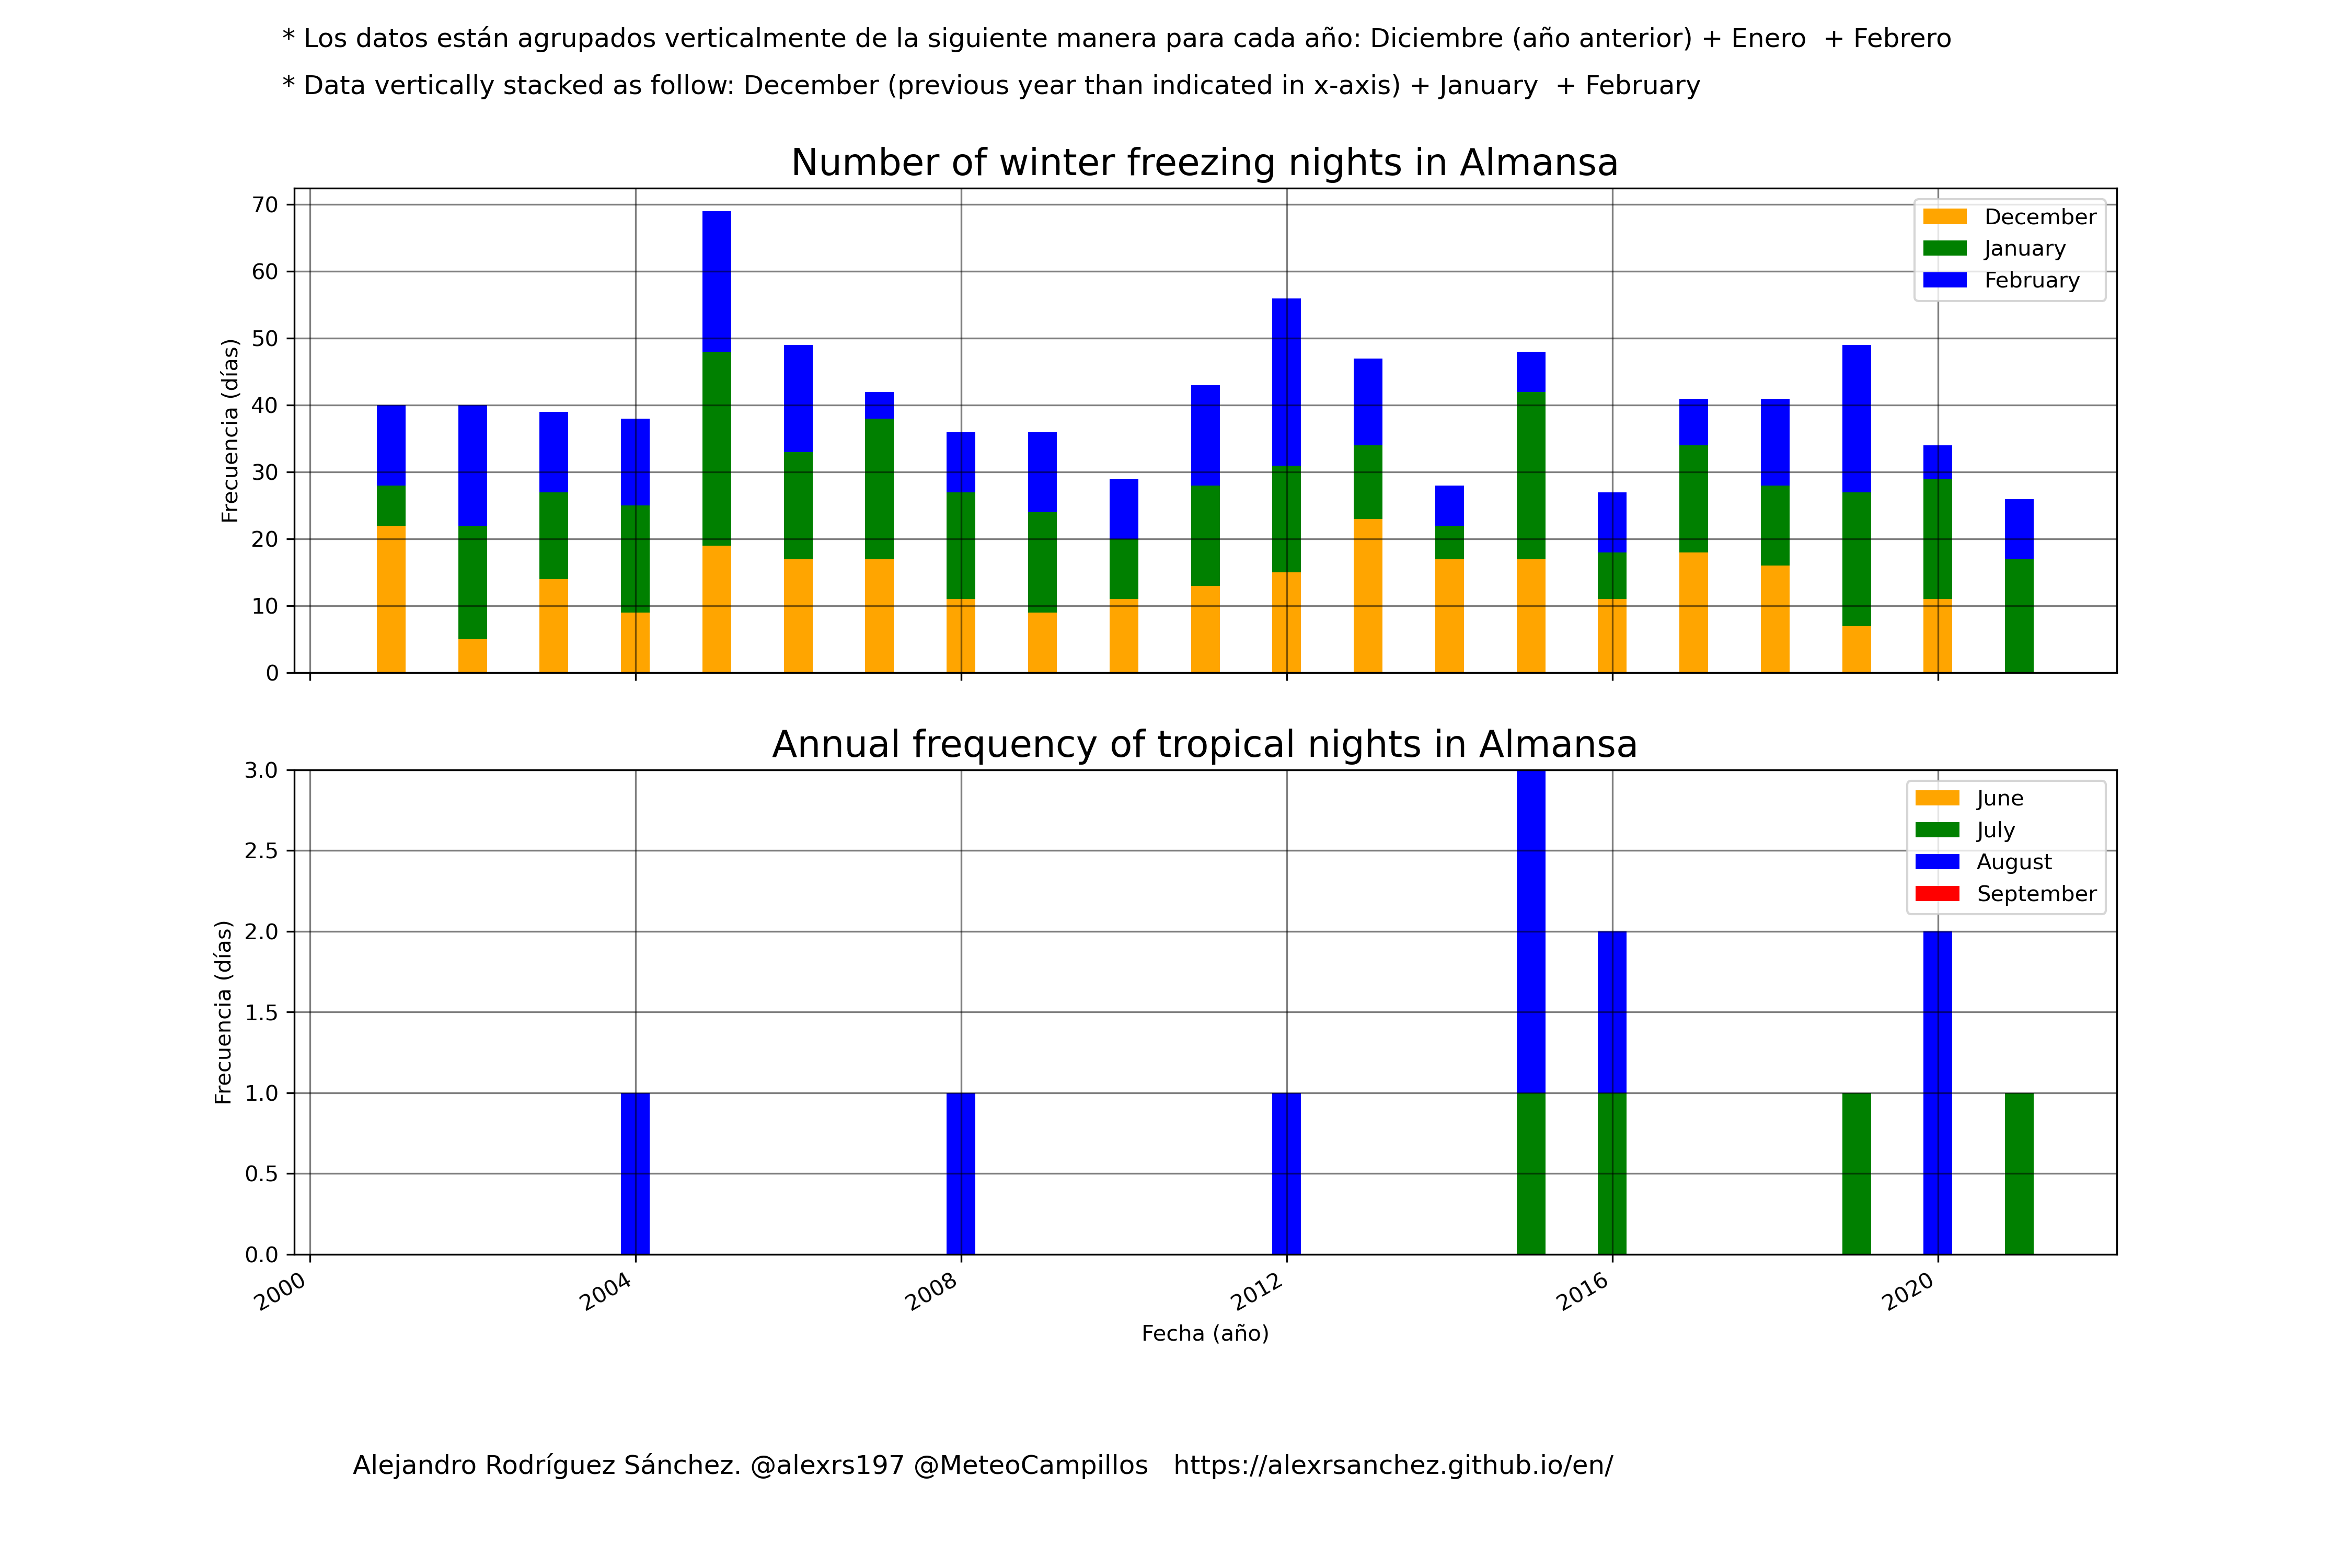 * Los datos están agrupados verticalmente de la siguiente manera para cada año: Diciembre (año anterior) + Enero  + Febrero
* Data vertically stacked as follow: December (previous year than indicated in x-axis) + January  + February
Number of winter freezing nights in Almansa
Frecuencia (días)
70
60
50
40
30
20
10
0
December
January
February
Annual frequency of tropical nights in Almansa
Frecuencia (días)
3.0
2.5
2.0
1.5
1.0
0.5
0.0
June
July
August
September
2000
2004
2008
2012
2016
2020
Fecha (año)
Alejandro Rodríguez Sánchez. @alexrs197 @MeteoCampillos   https://alexrsanchez.github.io/en/